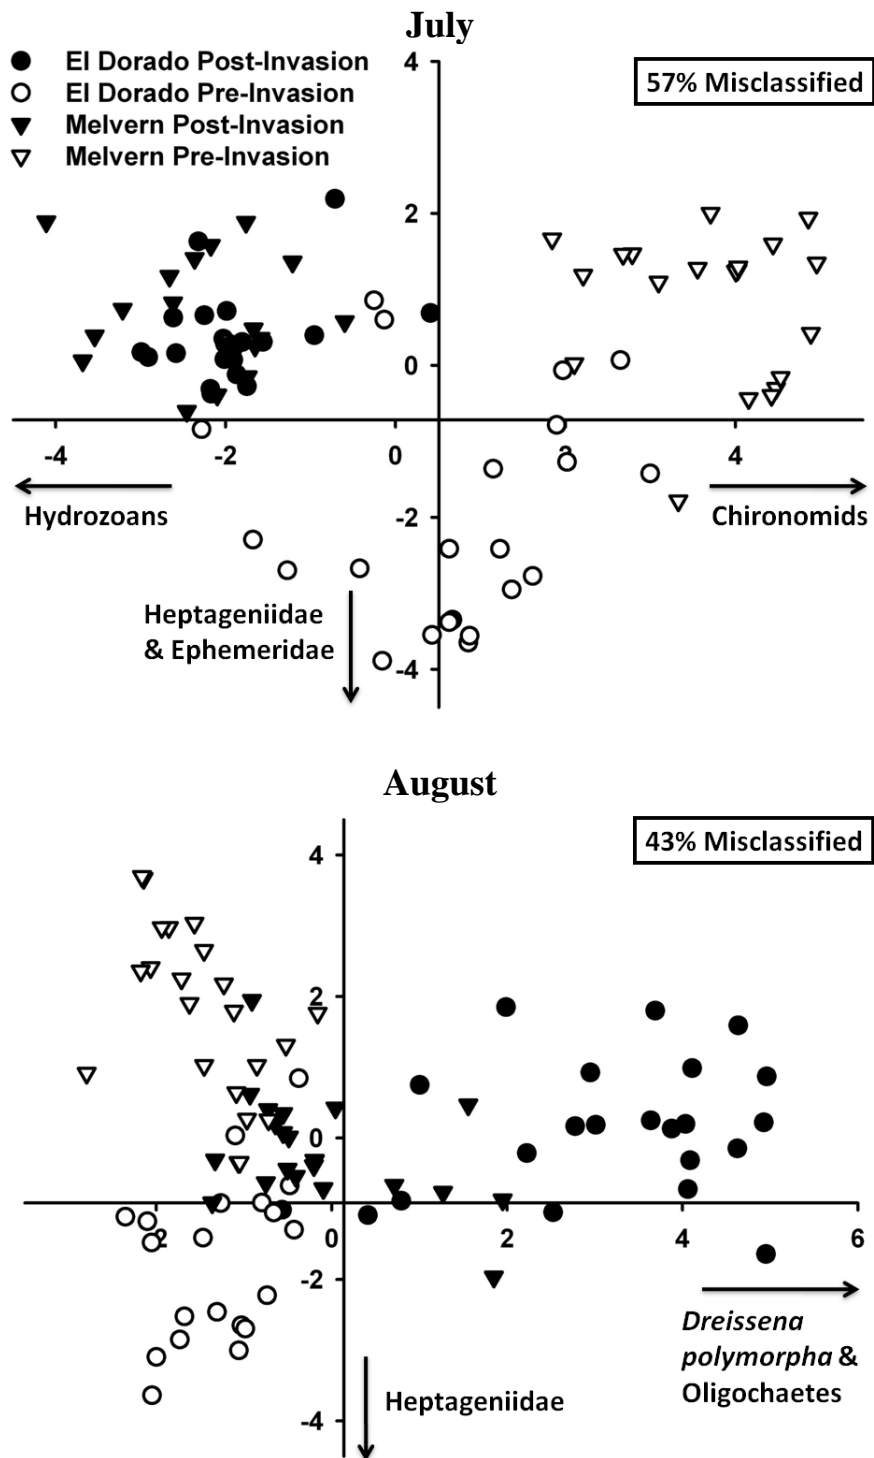 July
El Dorado Post-Invasion
El Dorado Pre-Invasion
Melvern Post-Invasion
Melvern Pre-Invasion
57% Misclassified
4
2
0
-2
-4
-4
-2
0
2
4
Hydrozoans
Chironomids
Heptageniidae
& Ephemeridae
August
43% Misclassified
4
2
0
-2
-4
-2
0
2
4
6
Dreissena
polymorpha &
Oligochaetes
Heptageniidae